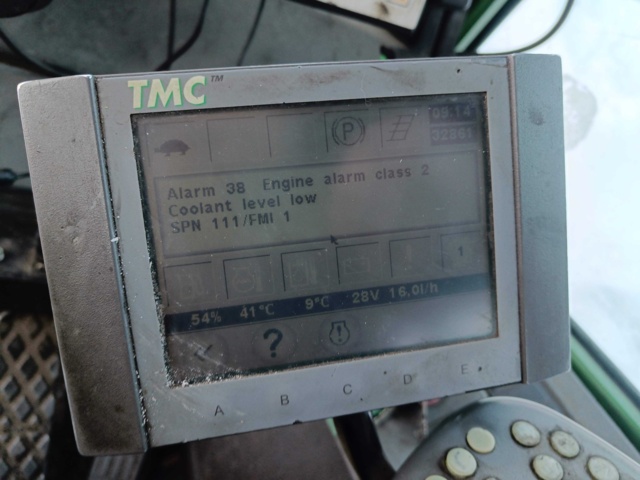 TMC™
P
Alarm 38 Engine alarm class 2
Coolant level low
SPN 111/FMI 1
1
54% 41°C 9°C 28V 16.0l/h
?
A B C D E